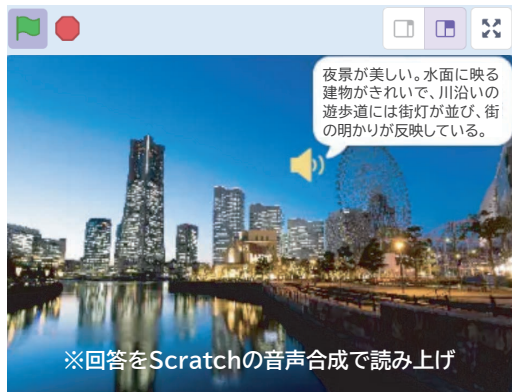 夜景が美しい。水面に映る
建物がきれいで、川沿いの
遊歩道には街灯が並び、街
の明かりが反映している。
※回答をScratchの音声合成で読み上げ